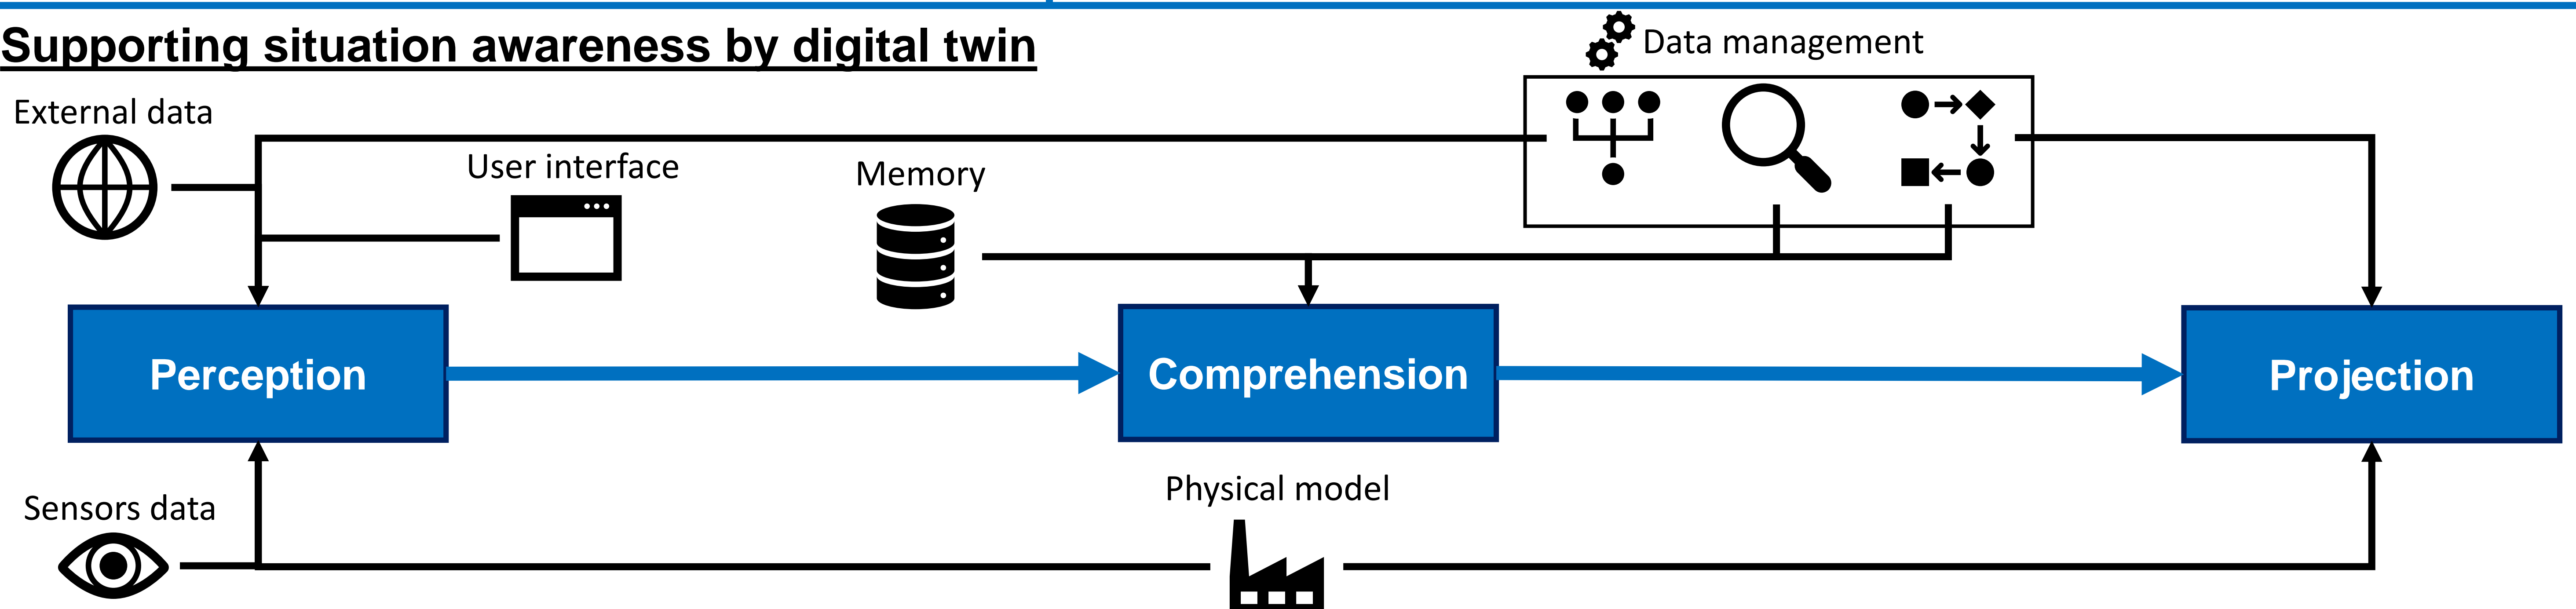 Supporting situation awareness by digital twin
Data management
External data
User interface
Memory
Perception
Comprehension
Projection
Physical model
Sensors data